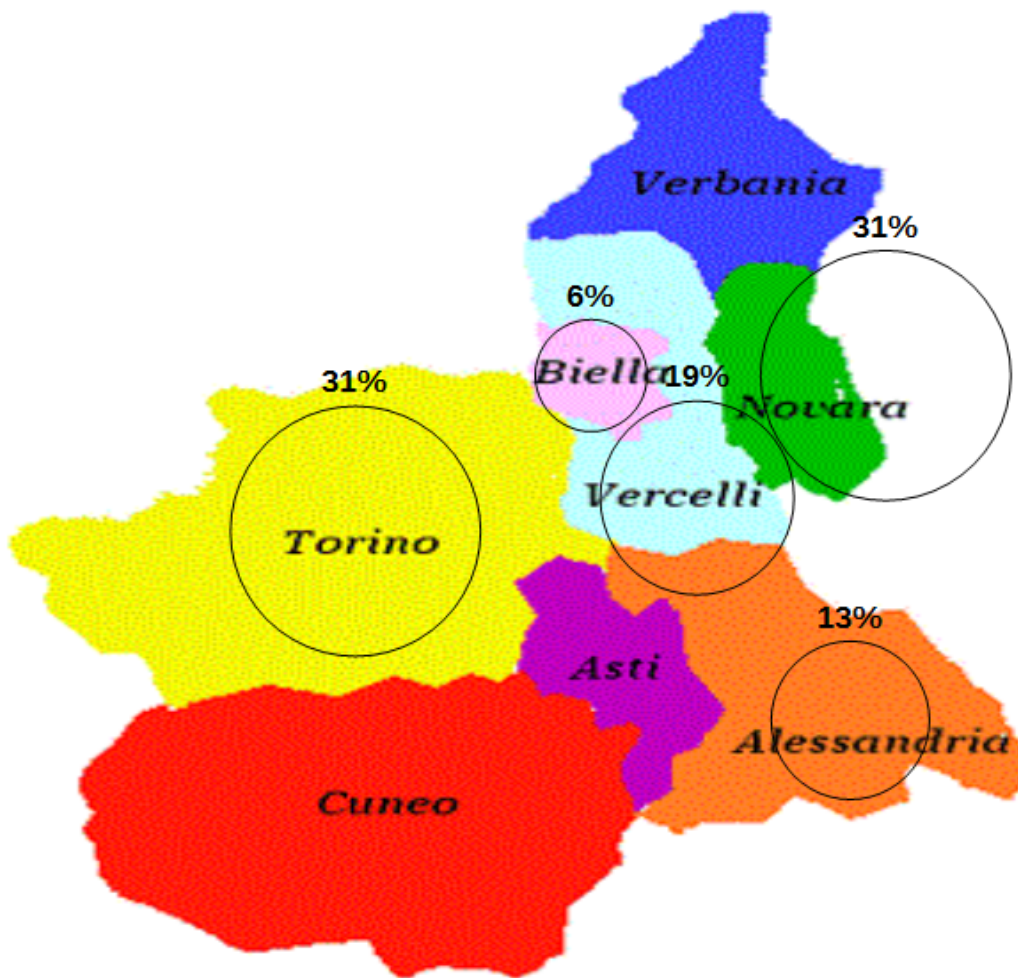 Verbania
31%
6%
Biella
19%
31%
Novara
Vercelli
Torino
13%
Asti
Alessandria
Cuneo